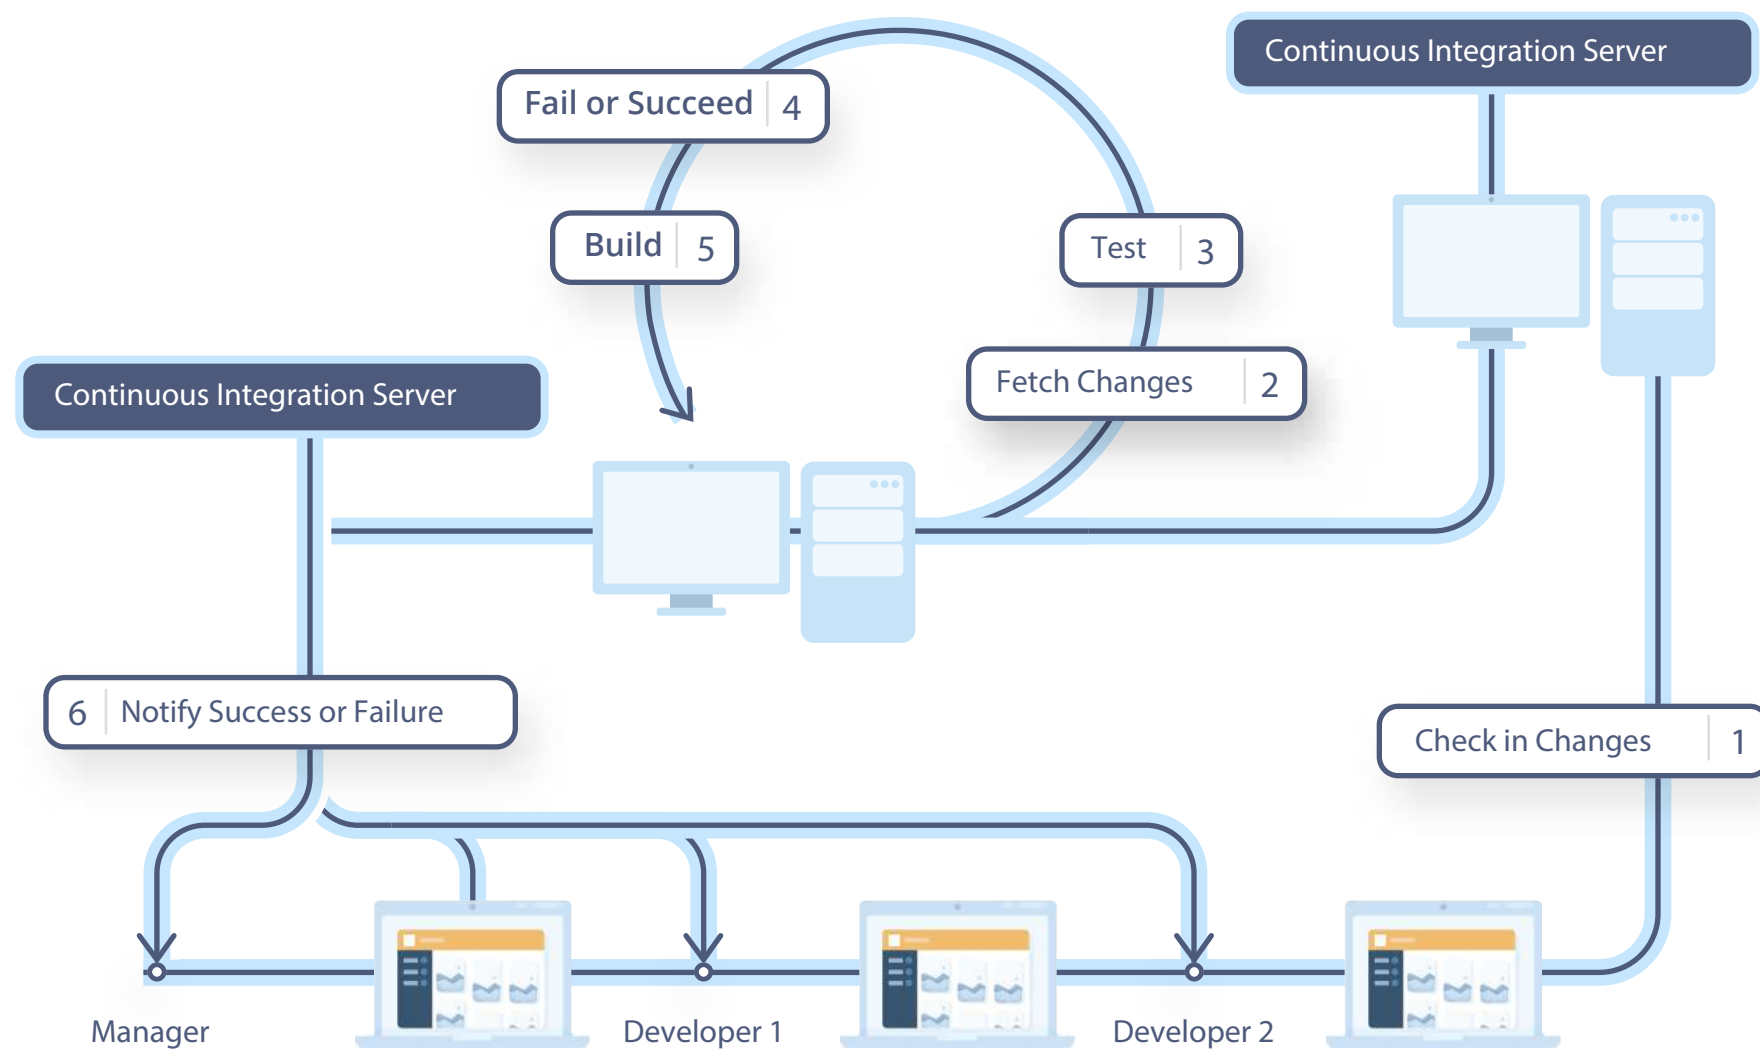 Continuous Integration Server
Fail or Succeed 4
Build 5
Test 3
Fetch Changes 2
Continuous Integration Server
6 Notify Success or Failure
Check in Changes 1
Manager
Developer 1
Developer 2